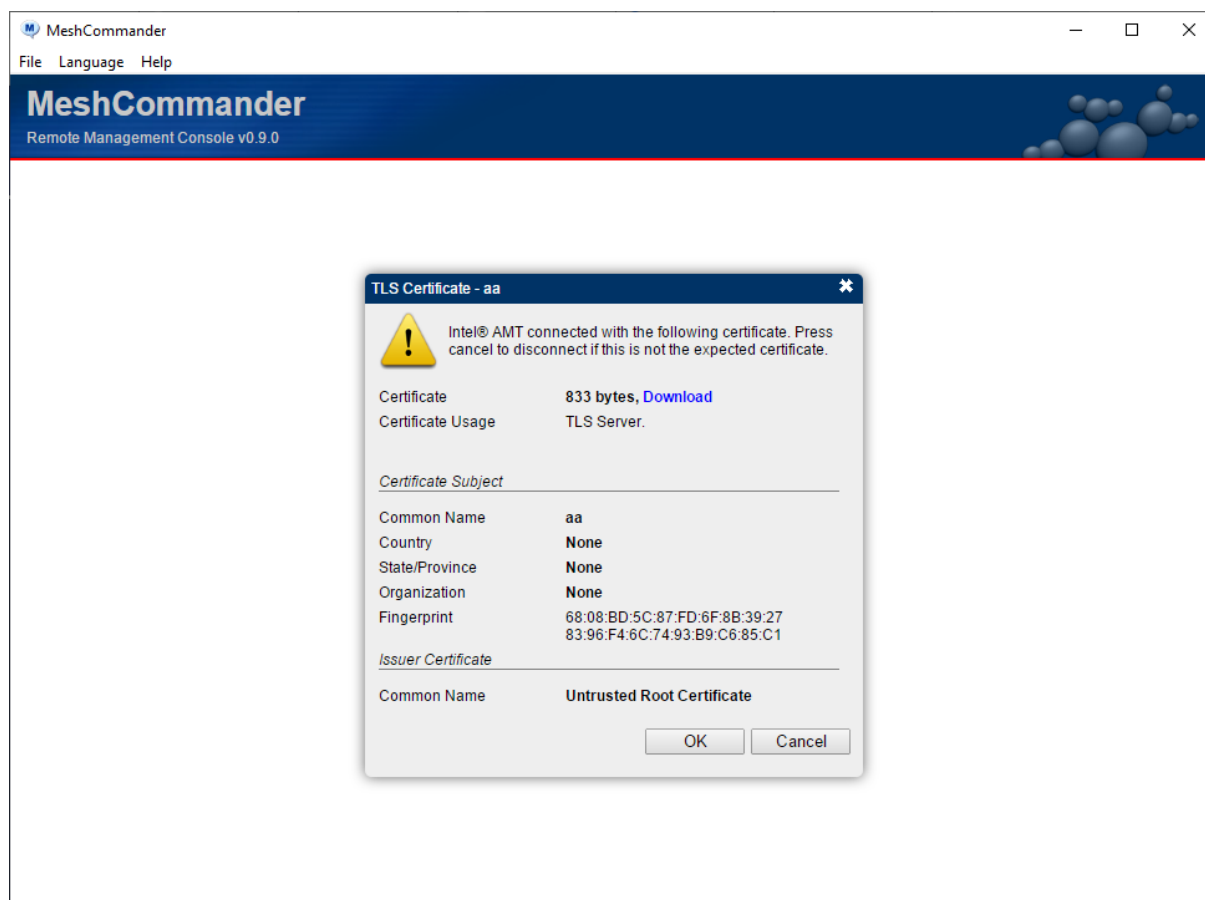 MeshCommander
File Language Help
MeshCommander
Remote Management Console v0.9.0
TLS Certificate - aa
Intel® AMT connected with the following certificate. Press
cancel to disconnect if this is not the expected certificate.
Certificate 833 bytes, Download
Certificate Usage TLS Server.
Certificate Subject
Common Name aa
Country None
State/Province None
Organization None
Fingerprint 68:08:BD:5C:87:FD:6F:8B:39:27
83:96:F4:6C:74:93:B9:C6:85:C1
Issuer Certificate
Common Name Untrusted Root Certificate
OK Cancel